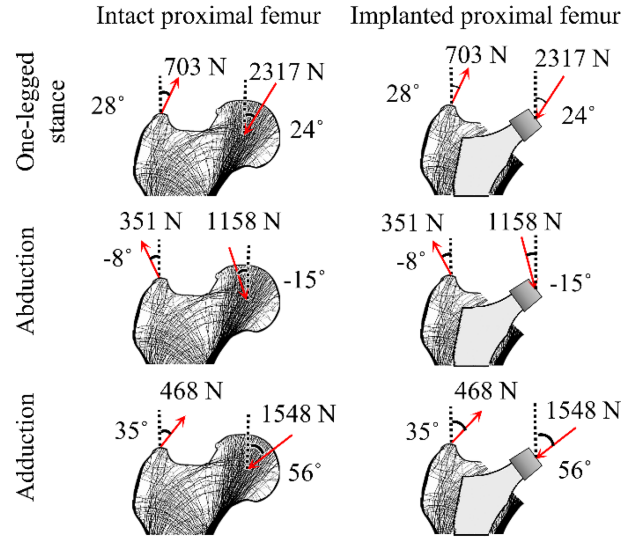 Intact proximal femur
Implanted proximal femur
One-legged
stance
703 N
2317 N
28°
24°
703 N
2317 N
28°
24°
Abduction
351 N
1158 N
-8°
-15°
351 N
1158 N
-8°
-15°
Adduction
468 N
1548 N
35°
56°
468 N
1548 N
35°
56°